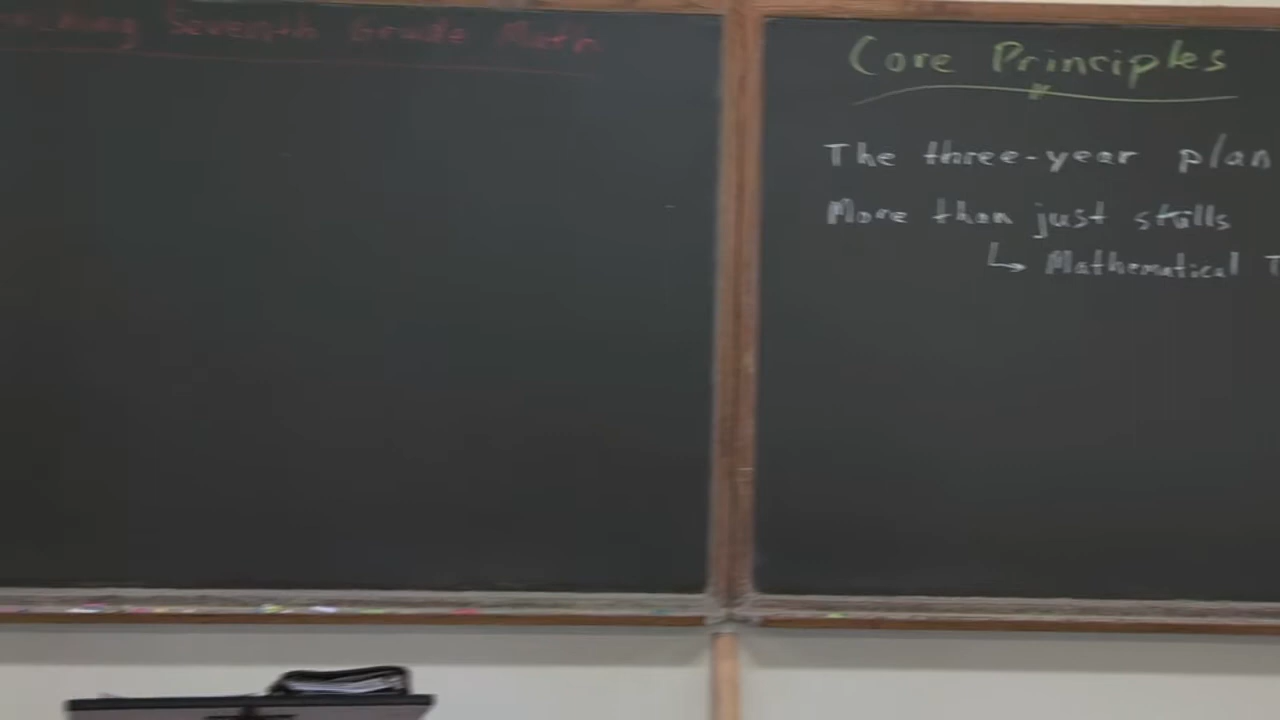 Seventh Grade Math
Core Principles
The three-year plan
More than just skills
↳ Mathematical T